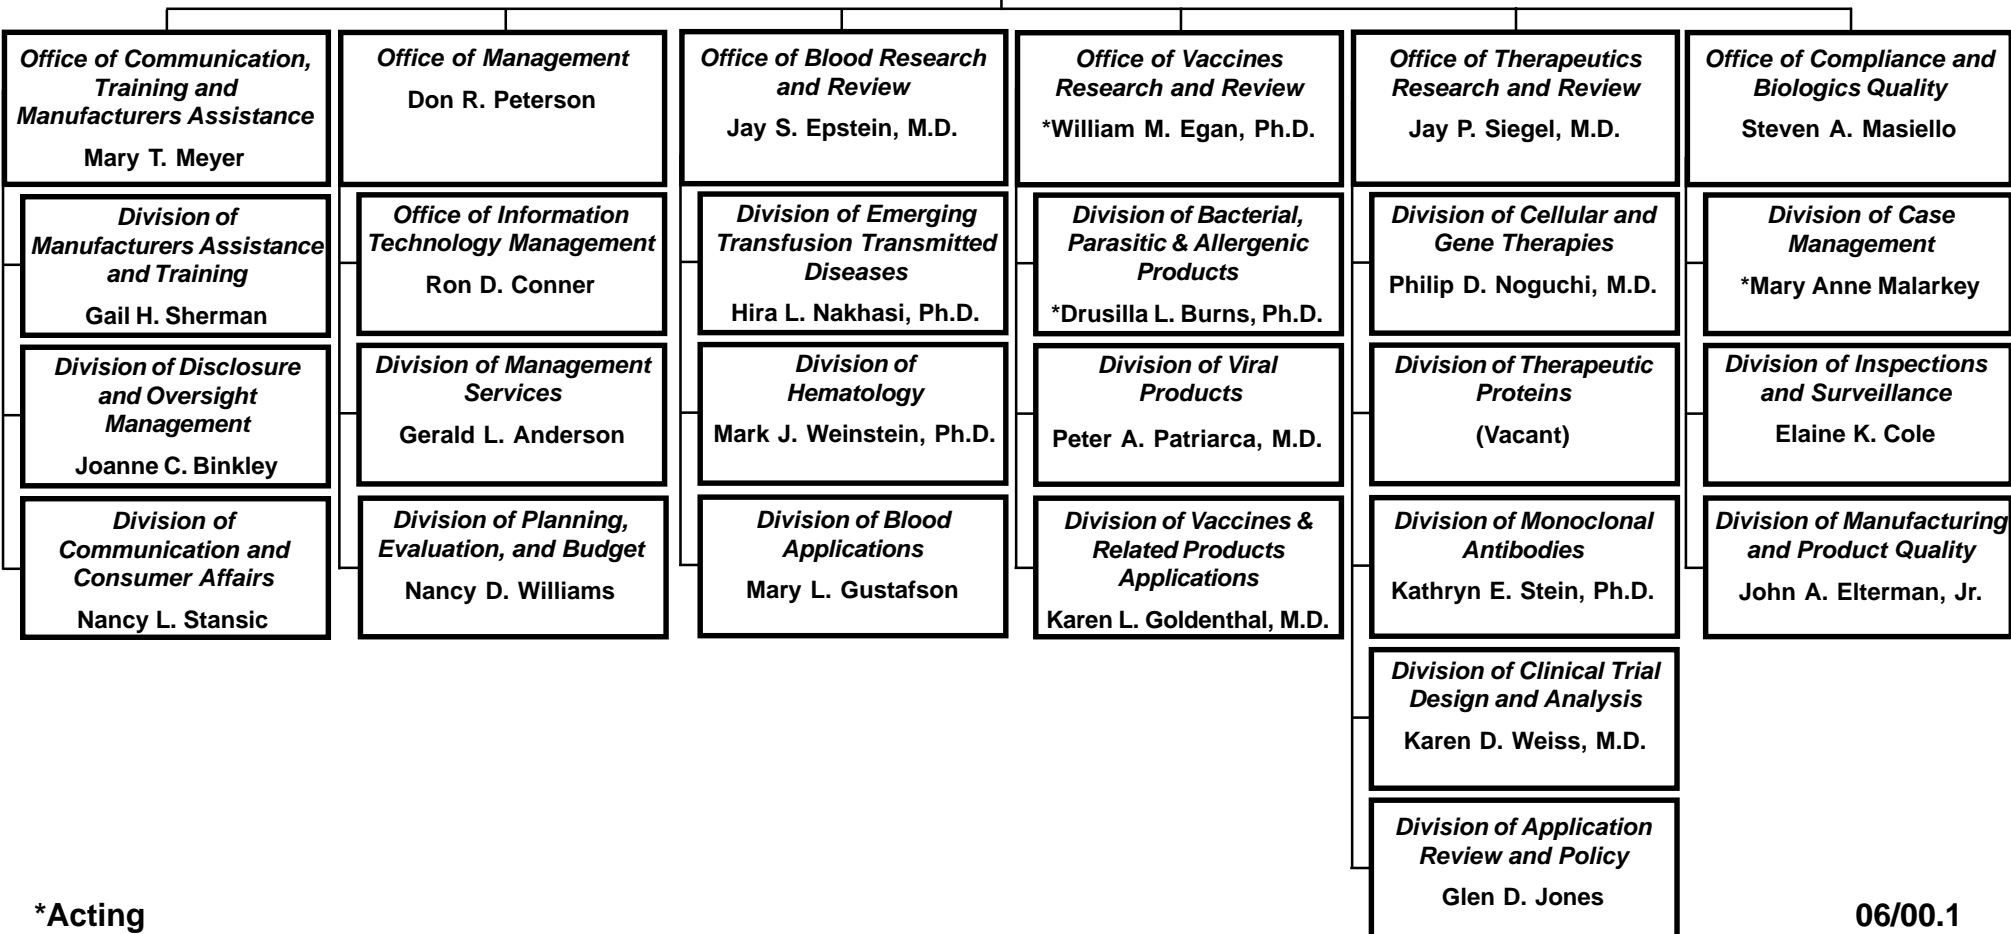 Office of Communication,
Training and
Manufacturers Assistance
Mary T. Meyer
Division of
Manufacturers Assistance
and Training
Gail H. Sherman
Division of Disclosure
and Oversight
Management
Joanne C. Binkley
Division of
Communication and
Consumer Affairs
Nancy L. Stansic
Office of Management
Don R. Peterson
Office of Information
Technology Management
Ron D. Conner
Division of Management
Services
Gerald L. Anderson
Division of Planning,
Evaluation, and Budget
Nancy D. Williams
Office of Blood Research
and Review
Jay S. Epstein, M.D.
Division of Emerging
Transfusion Transmitted
Diseases
Hira L. Nakhasi, Ph.D.
Division of
Hematology
Mark J. Weinstein, Ph.D.
Division of Blood
Applications
Mary L. Gustafson
Office of Vaccines
Research and Review
*William M. Egan, Ph.D.
Division of Bacterial,
Parasitic & Allergenic
Products
*Drusilla L. Burns, Ph.D.
Division of Viral
Products
Peter A. Patriarca, M.D.
Division of Vaccines &
Related Products
Applications
Karen L. Goldenthal, M.D.
Office of Therapeutics
Research and Review
Jay P. Siegel, M.D.
Division of Cellular and
Gene Therapies
Philip D. Noguchi, M.D.
Division of Therapeutic
Proteins
(Vacant)
Division of Monoclonal
Antibodies
Kathryn E. Stein, Ph.D.
Division of Clinical Trial
Design and Analysis
Karen D. Weiss, M.D.
Division of Application
Review and Policy
Glen D. Jones
Office of Compliance and
Biologics Quality
Steven A. Masiello
Division of Case
Management
*Mary Anne Malarkey
Division of Inspections
and Surveillance
Elaine K. Cole
Division of Manufacturing
and Product Quality
John A. Elterman, Jr.
*Acting
06/00.1